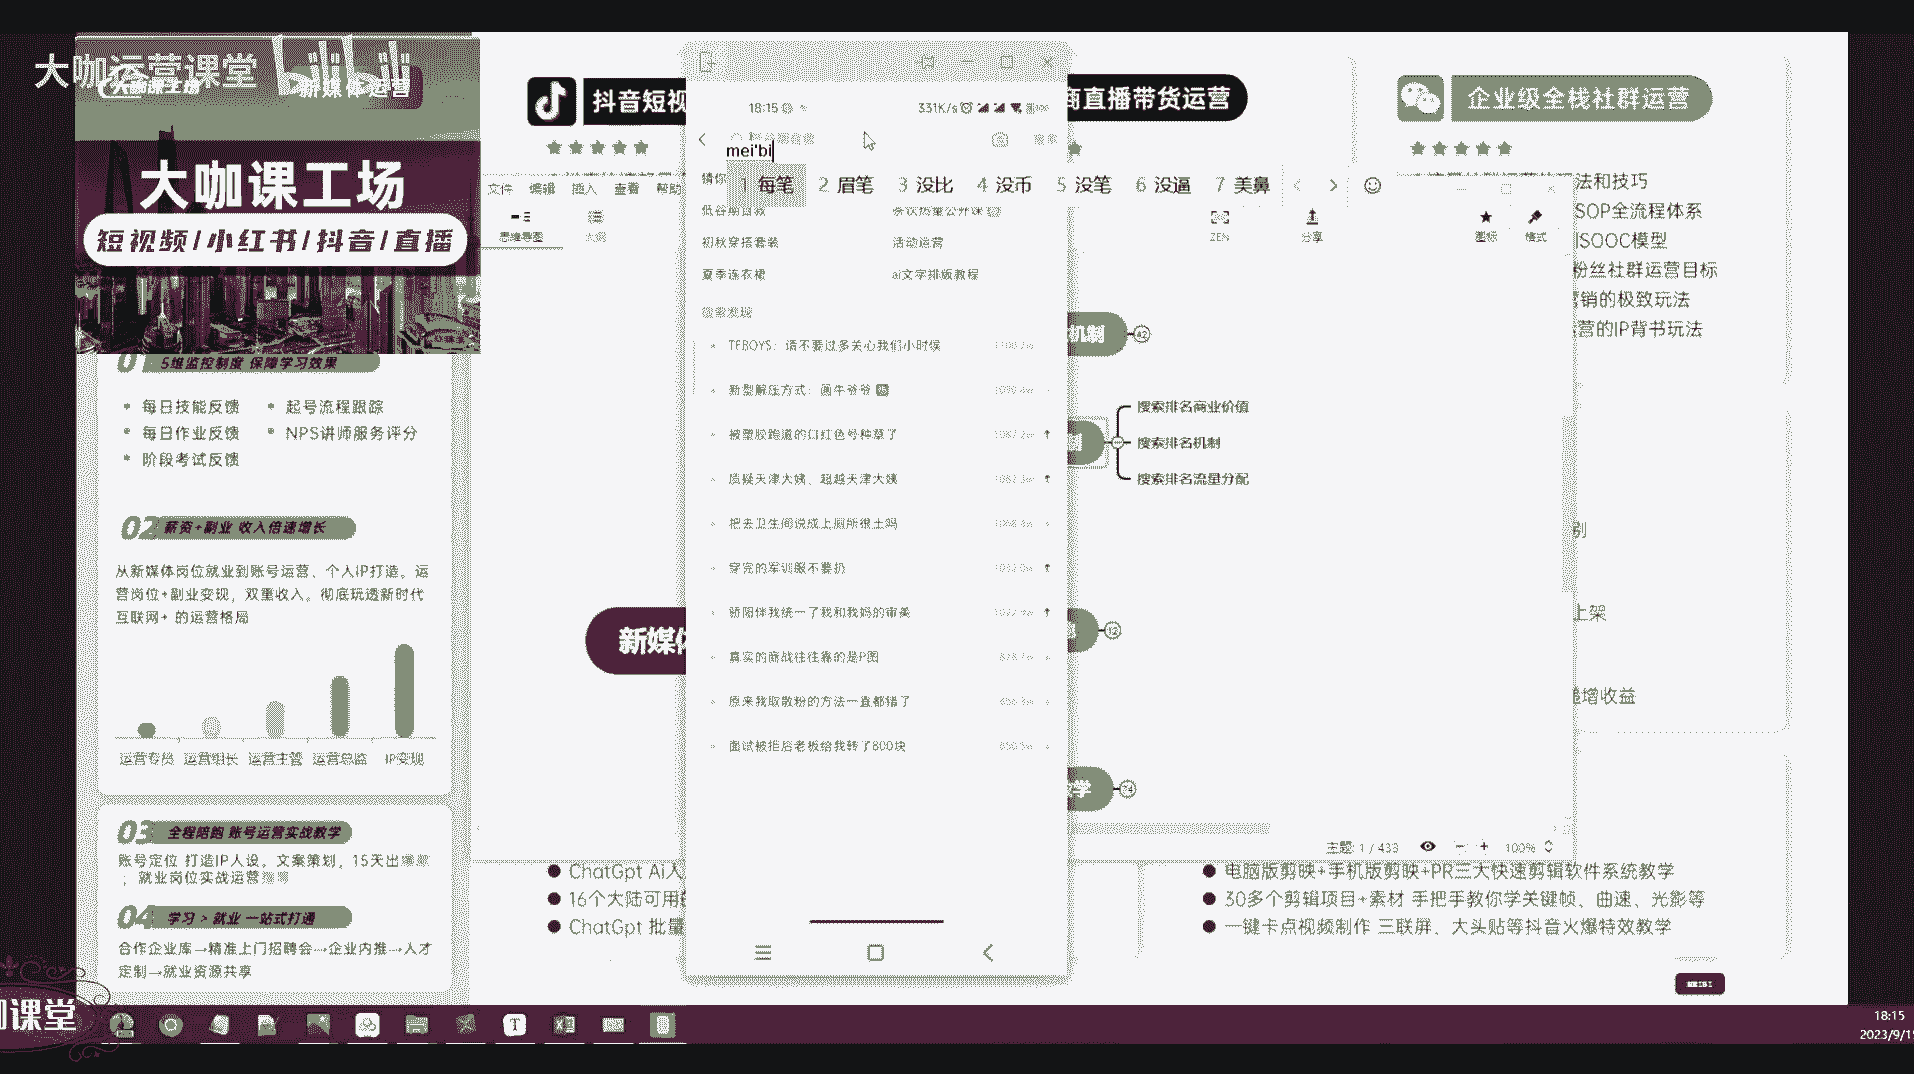 大咖运营课堂 bilibili
大咖课工场
新媒体运营
大咖课工场
短视频/小红书/抖音/直播
01 5维监控制度 保障学习效果
每日技能反馈
起号流程跟踪
每日作业反馈
NPS讲师服务评分
阶段考试反馈
02 薪资+副业 收入倍速增长
从新媒体岗位就业到账号运营、个人IP打造。运
营岗位+副业变现，双重收入。彻底玩透新时代
互联网+ 的运营格局
运营专员 运营组长 运营主管 运营总监 IP变现
03 全程陪跑 账号运营实战教学
账号定位 打造IP人设，文案策划，15天出
；就业岗位实战运营
04 学习 > 就业 一站式打通
合作企业库→精准上门招聘会→企业内推→人才
定制→就业资源共享
咖课堂
抖音短视
商直播带货运营
企业级全栈社群运营
法和技巧
SOP全流程体系
ISOOC模型
粉丝社群运营目标
营销的极致玩法
运营的IP背书玩法
文件 编辑 插入 查看 帮助
思维导图 大纲
ZEN 分享 图标 格式
18:15
331K/s
搜索
mei'bi
1 每笔 2 眉笔 3 没比 4 没币 5 没笔 6 没逼 7 美鼻
猜你
低谷期自救
餐饮热量公开课
初秋穿搭套装
活动运营
夏季连衣裙
ai文字排版教程
搜索发现
TFBOYS：请不要过多关心我们小时候
新型解压方式：画牛爷爷
被塑胶跑道的口红色号种草了
质疑天津大姨、超越天津大姨
把去卫生间说成上厕所很土吗
穿完的军训服不要扔
骄阳伴我统一了我和我妈的审美
真实的商战往往靠的是P图
原来我取散粉的方法一直都错了
面试被拒后老板给我转了800块
机制 42
制
搜索排名商业价值
搜索排名机制
搜索排名流量分配
新媒体
12
学 74
别
上架
递增收益
主题: 1 / 433
100%
ChatGpt Ai人
16个大陆可用
ChatGpt 批量
电脑版剪映+手机版剪映+PR三大快速剪辑软件系统教学
30多个剪辑项目+素材 手把手教你学关键帧、曲速、光影等
一键卡点视频制作 三联屏、大头贴等抖音火爆特效教学
18:15
2023/9/1